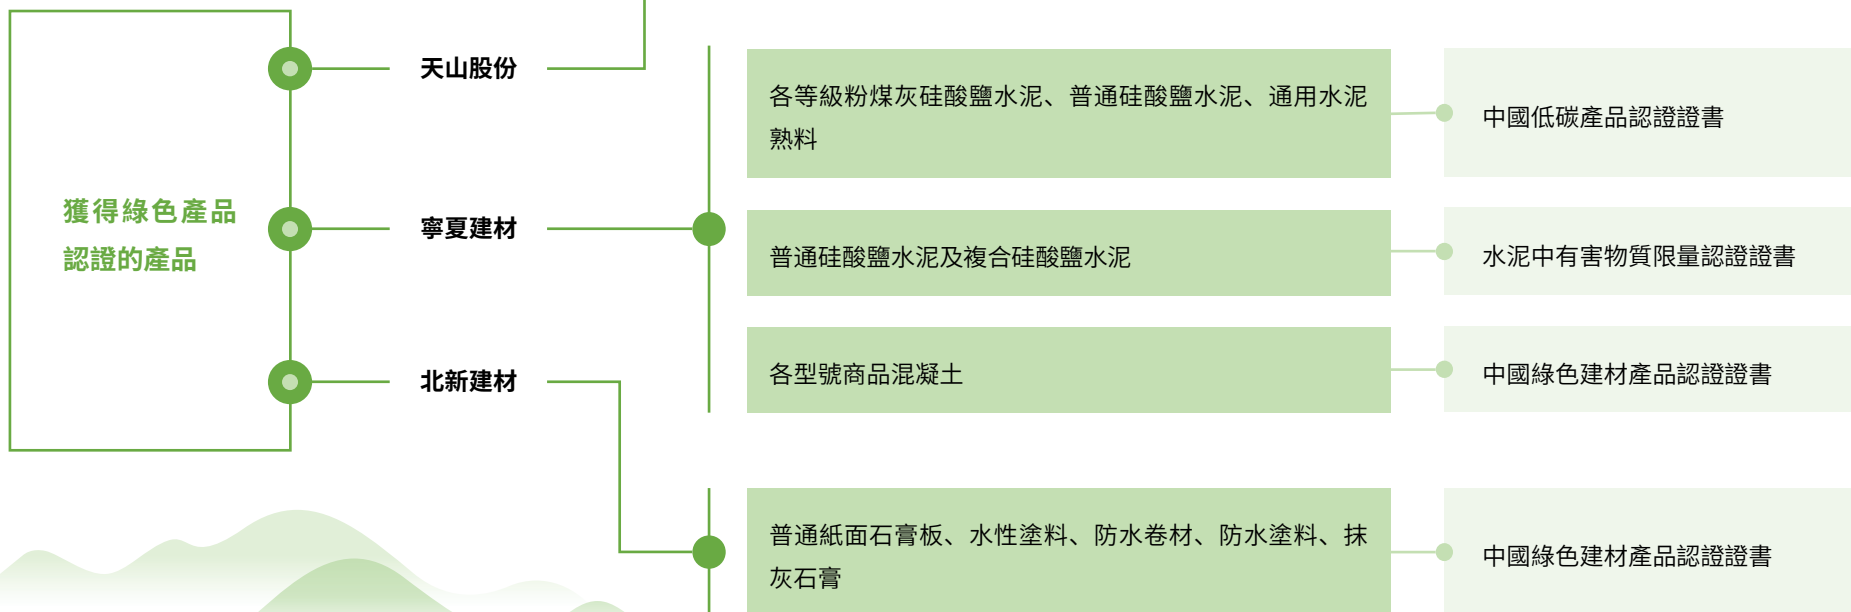 獲得綠色產品
認證的產品
天山股份
寧夏建材
各等級粉煤灰硅酸鹽水泥、普通硅酸鹽水泥、通用水泥
熟料
中國低碳產品認證證書
普通硅酸鹽水泥及複合硅酸鹽水泥
水泥中有害物質限量認證證書
各型號商品混凝土
中國綠色建材產品認證證書
北新建材
普通紙面石膏板、水性塗料、防水卷材、防水塗料、抹
灰石膏
中國綠色建材產品認證證書